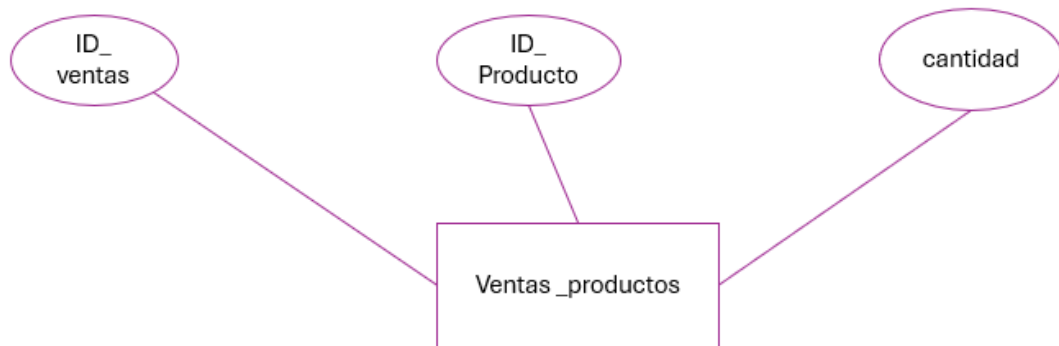 ID_
ventas
ID_
Producto
cantidad
Ventas _productos